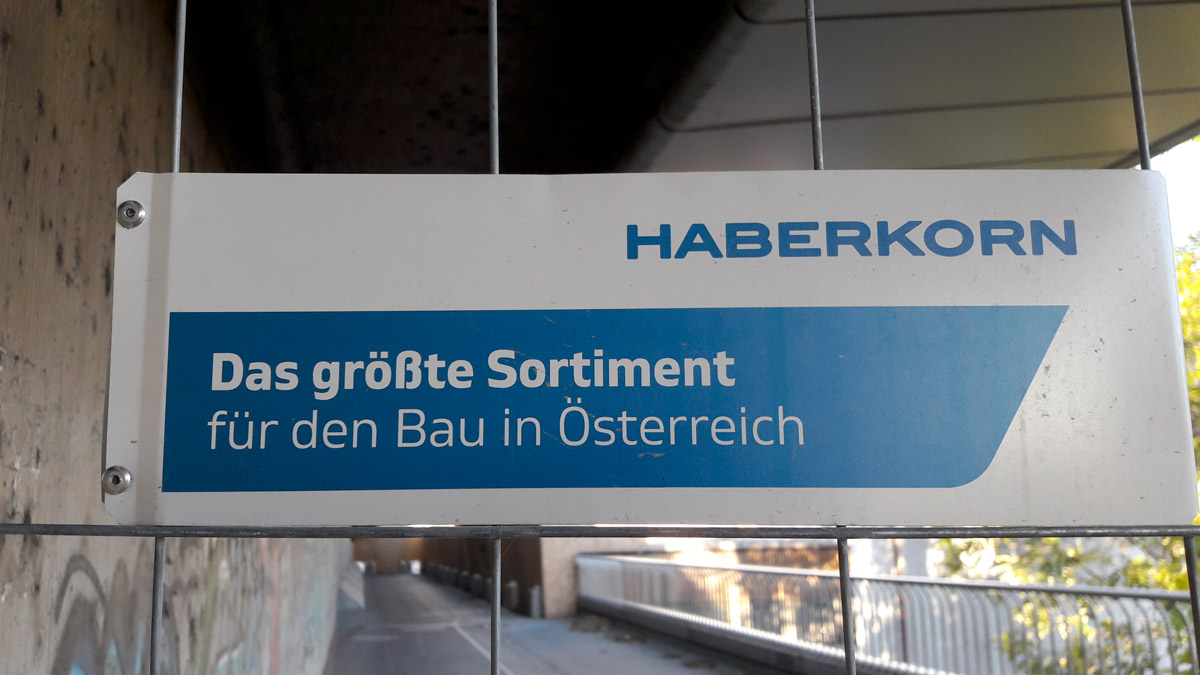 HABERKORN
Das größte Sortiment
für den Bau in Österreich